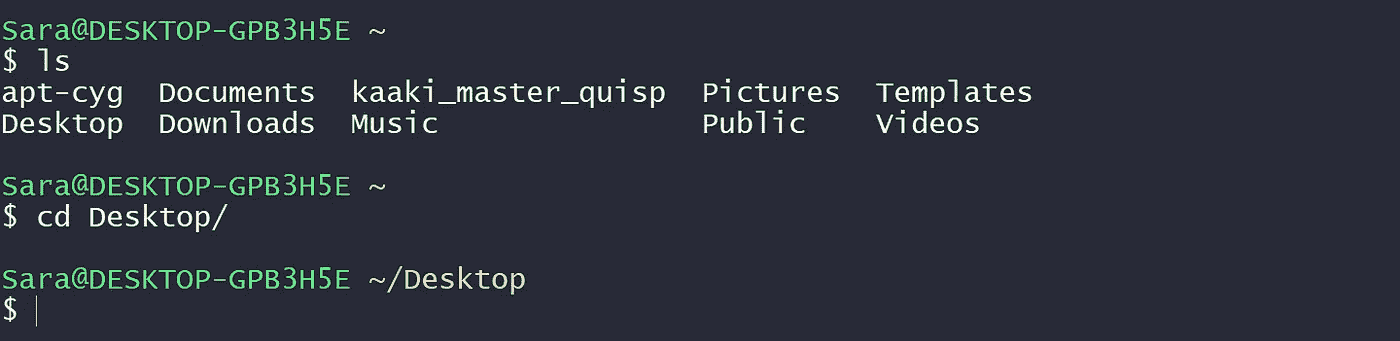 Sara@DESKTOP-GPB3H5E ~
$ ls
apt-cyg  Documents  kaaki_master_quisp  Pictures  Templates
Desktop  Downloads  Music               Public    Videos
Sara@DESKTOP-GPB3H5E ~
$ cd Desktop/
Sara@DESKTOP-GPB3H5E ~/Desktop
$